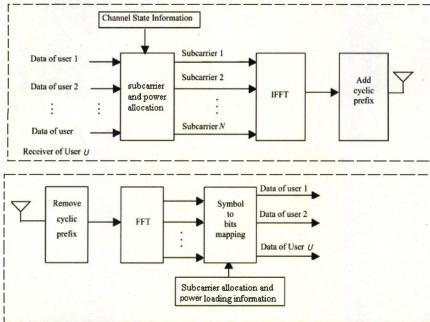 Channel State Information
Data of user 1
Data of user 2
Data of user
subcarrier
and power
allocation
Subcarrier 1
Subcarrier 2
Subcarrier N
IFFT
Add
cyclic
prefix
Receiver of User U
Remove
cyclic
prefix
FFT
Symbol
to
bits
mapping
Data of user 1
Data of user 2
Data of User U
Subcarrier allocation and
power loading information